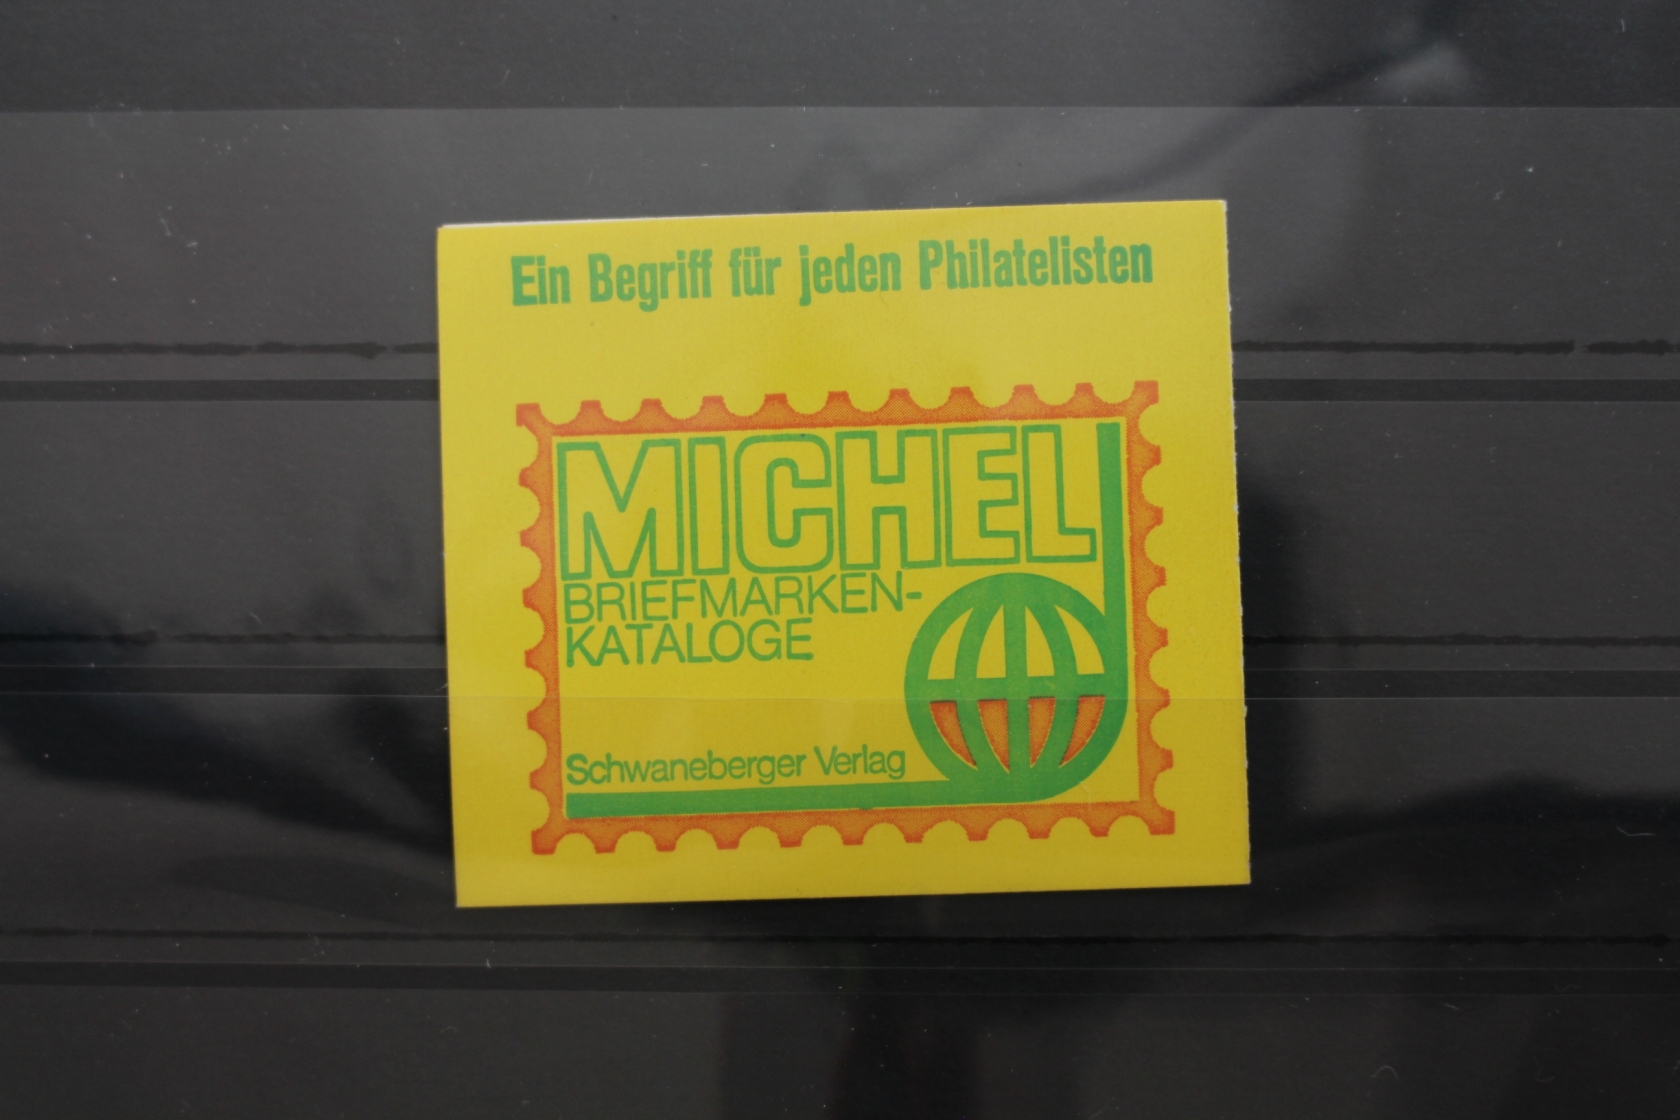 Ein Begriff für jeden Philatelisten
MICHEL
BRIEFMARKEN-
KATALOGE
Schwaneberger Verlag